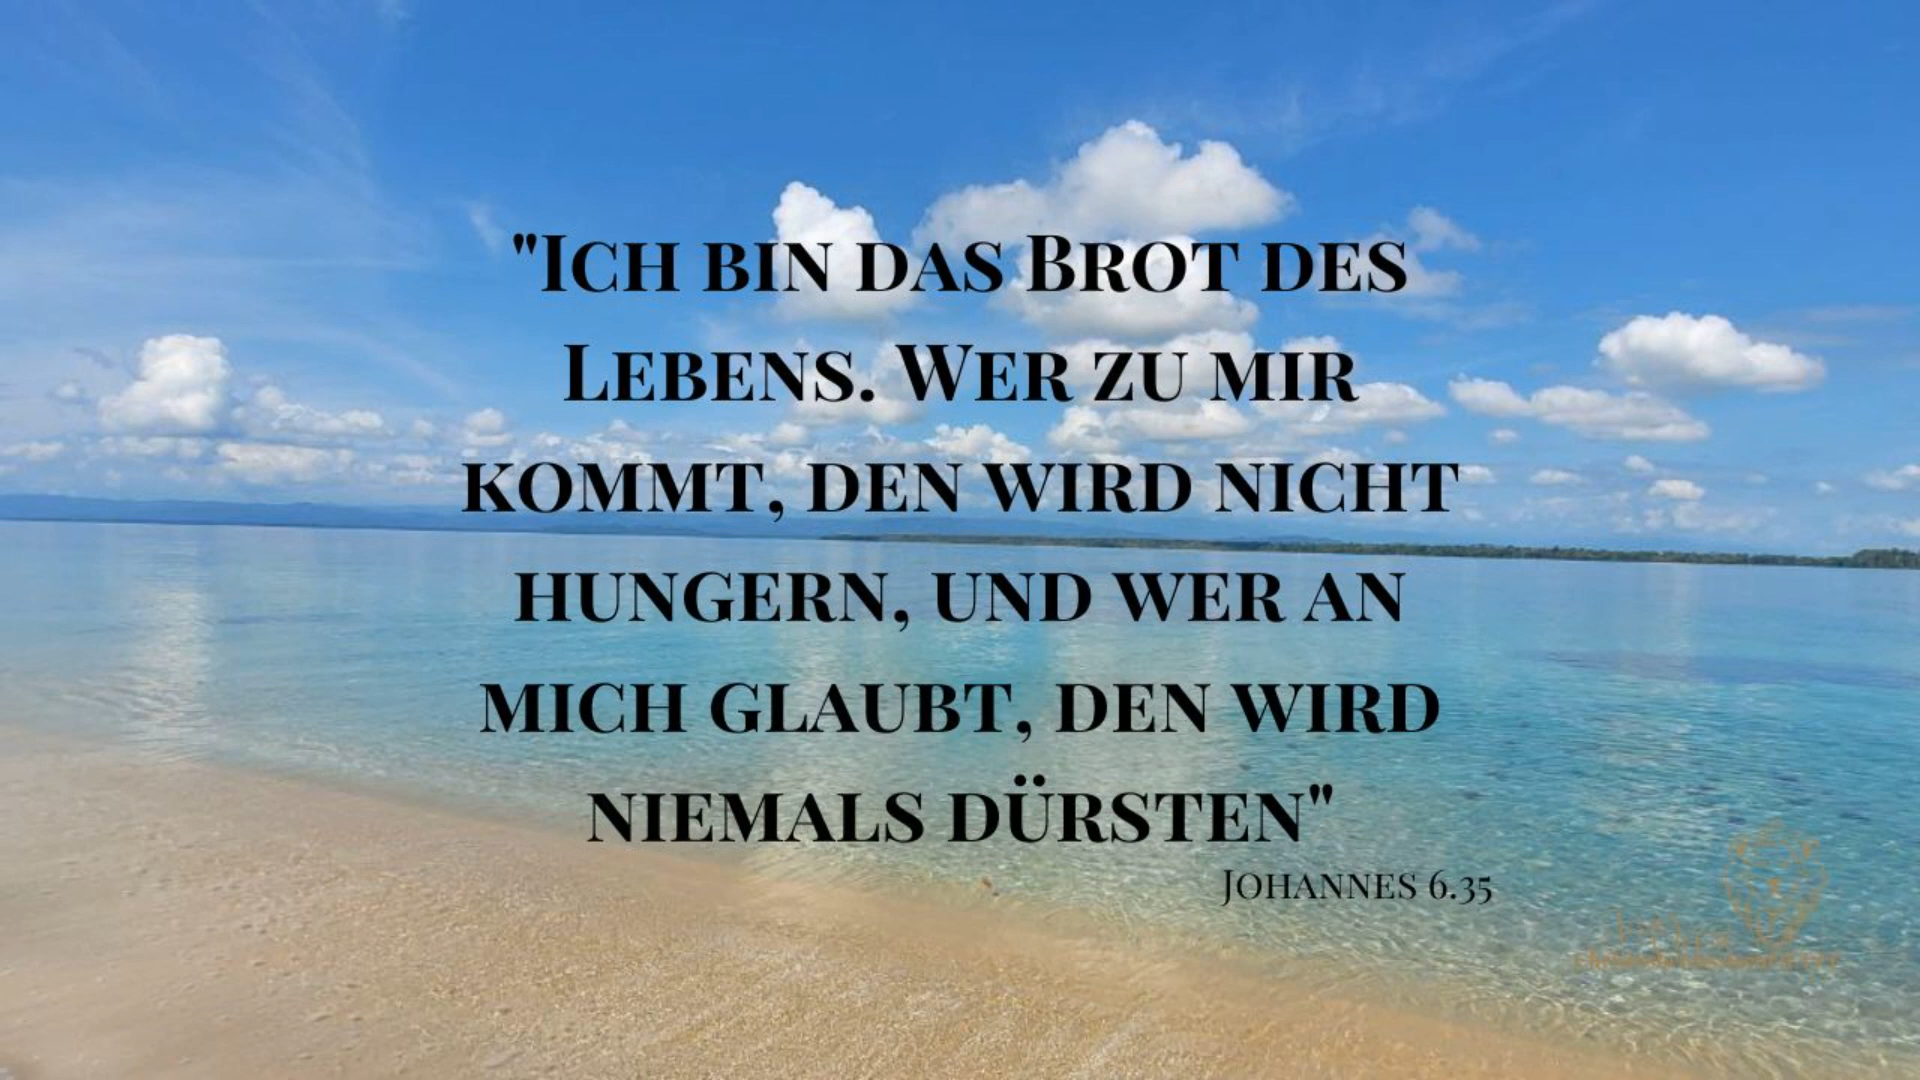 "Ich bin das Brot des
Lebens. Wer zu mir
kommt, den wird nicht
hungern, und wer an
mich glaubt, den wird
niemals dürsten"
Johannes 6.35